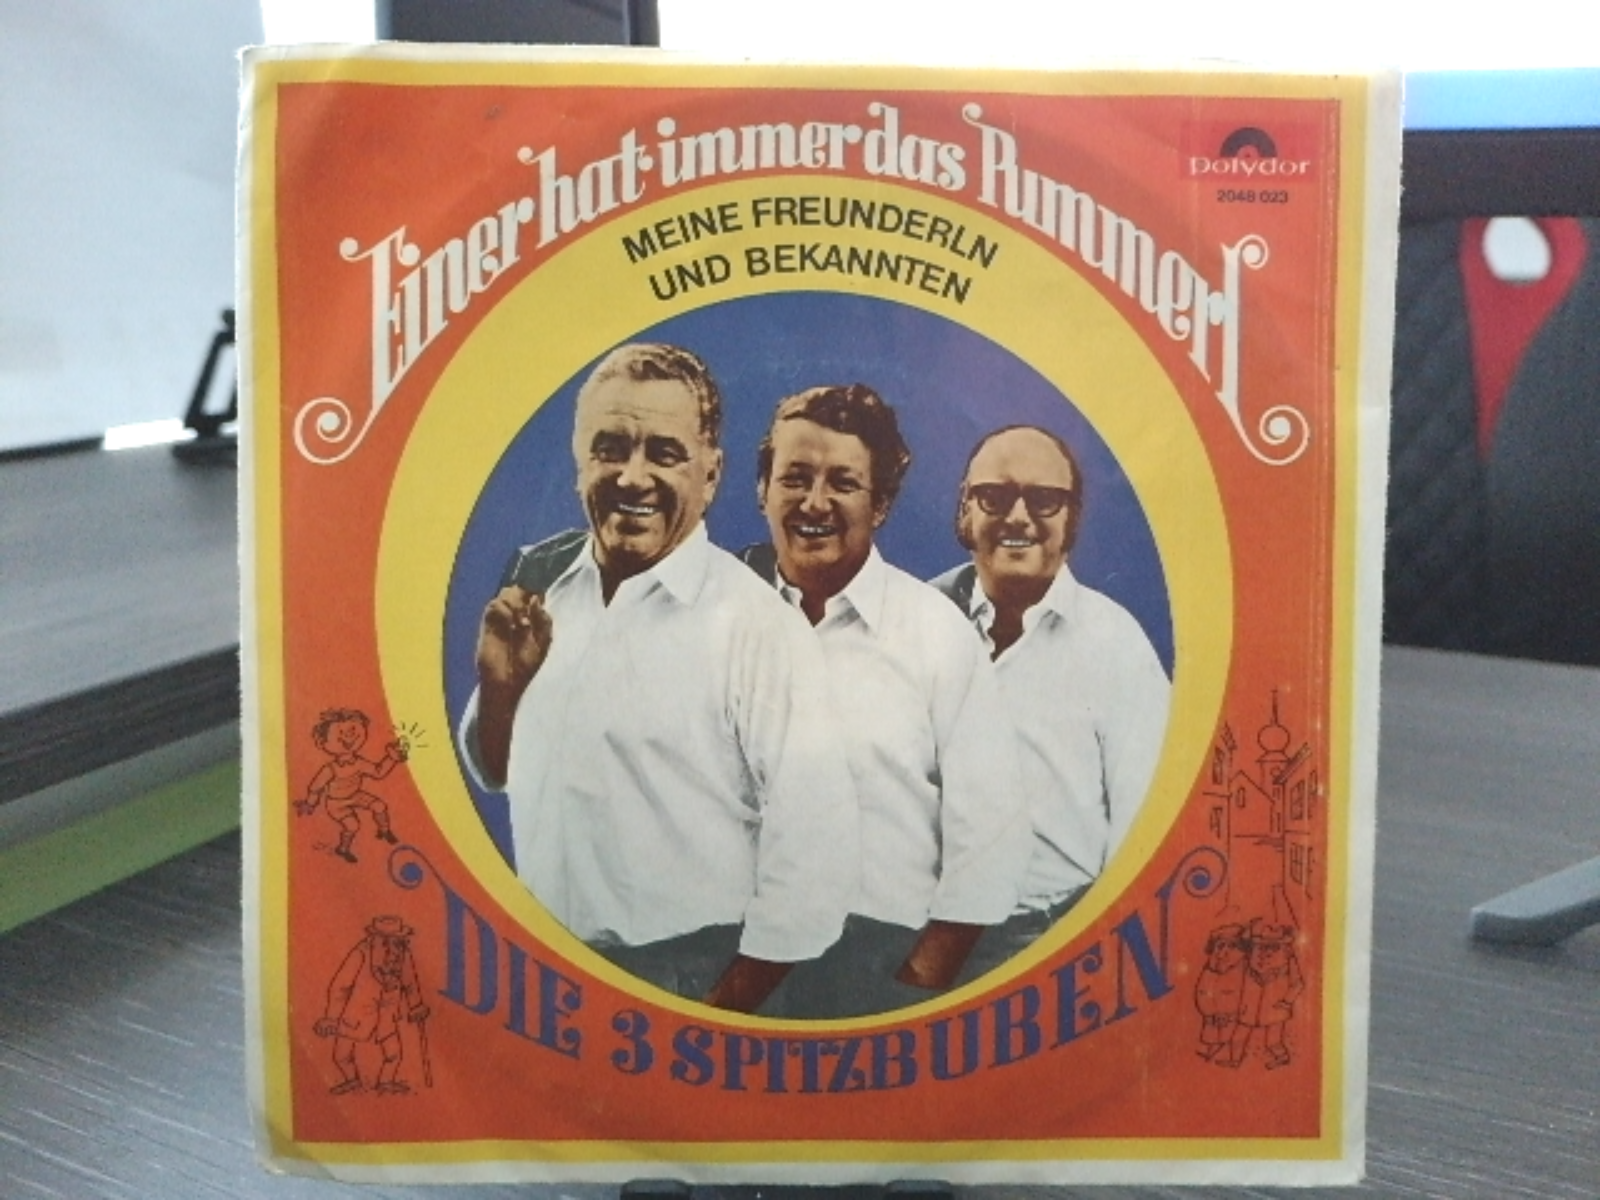 Einer hat immer das Pummerl
polydor
2048 023
MEINE FREUNDERLN
UND BEKANNTEN
DIE 3 SPITZBUBEN